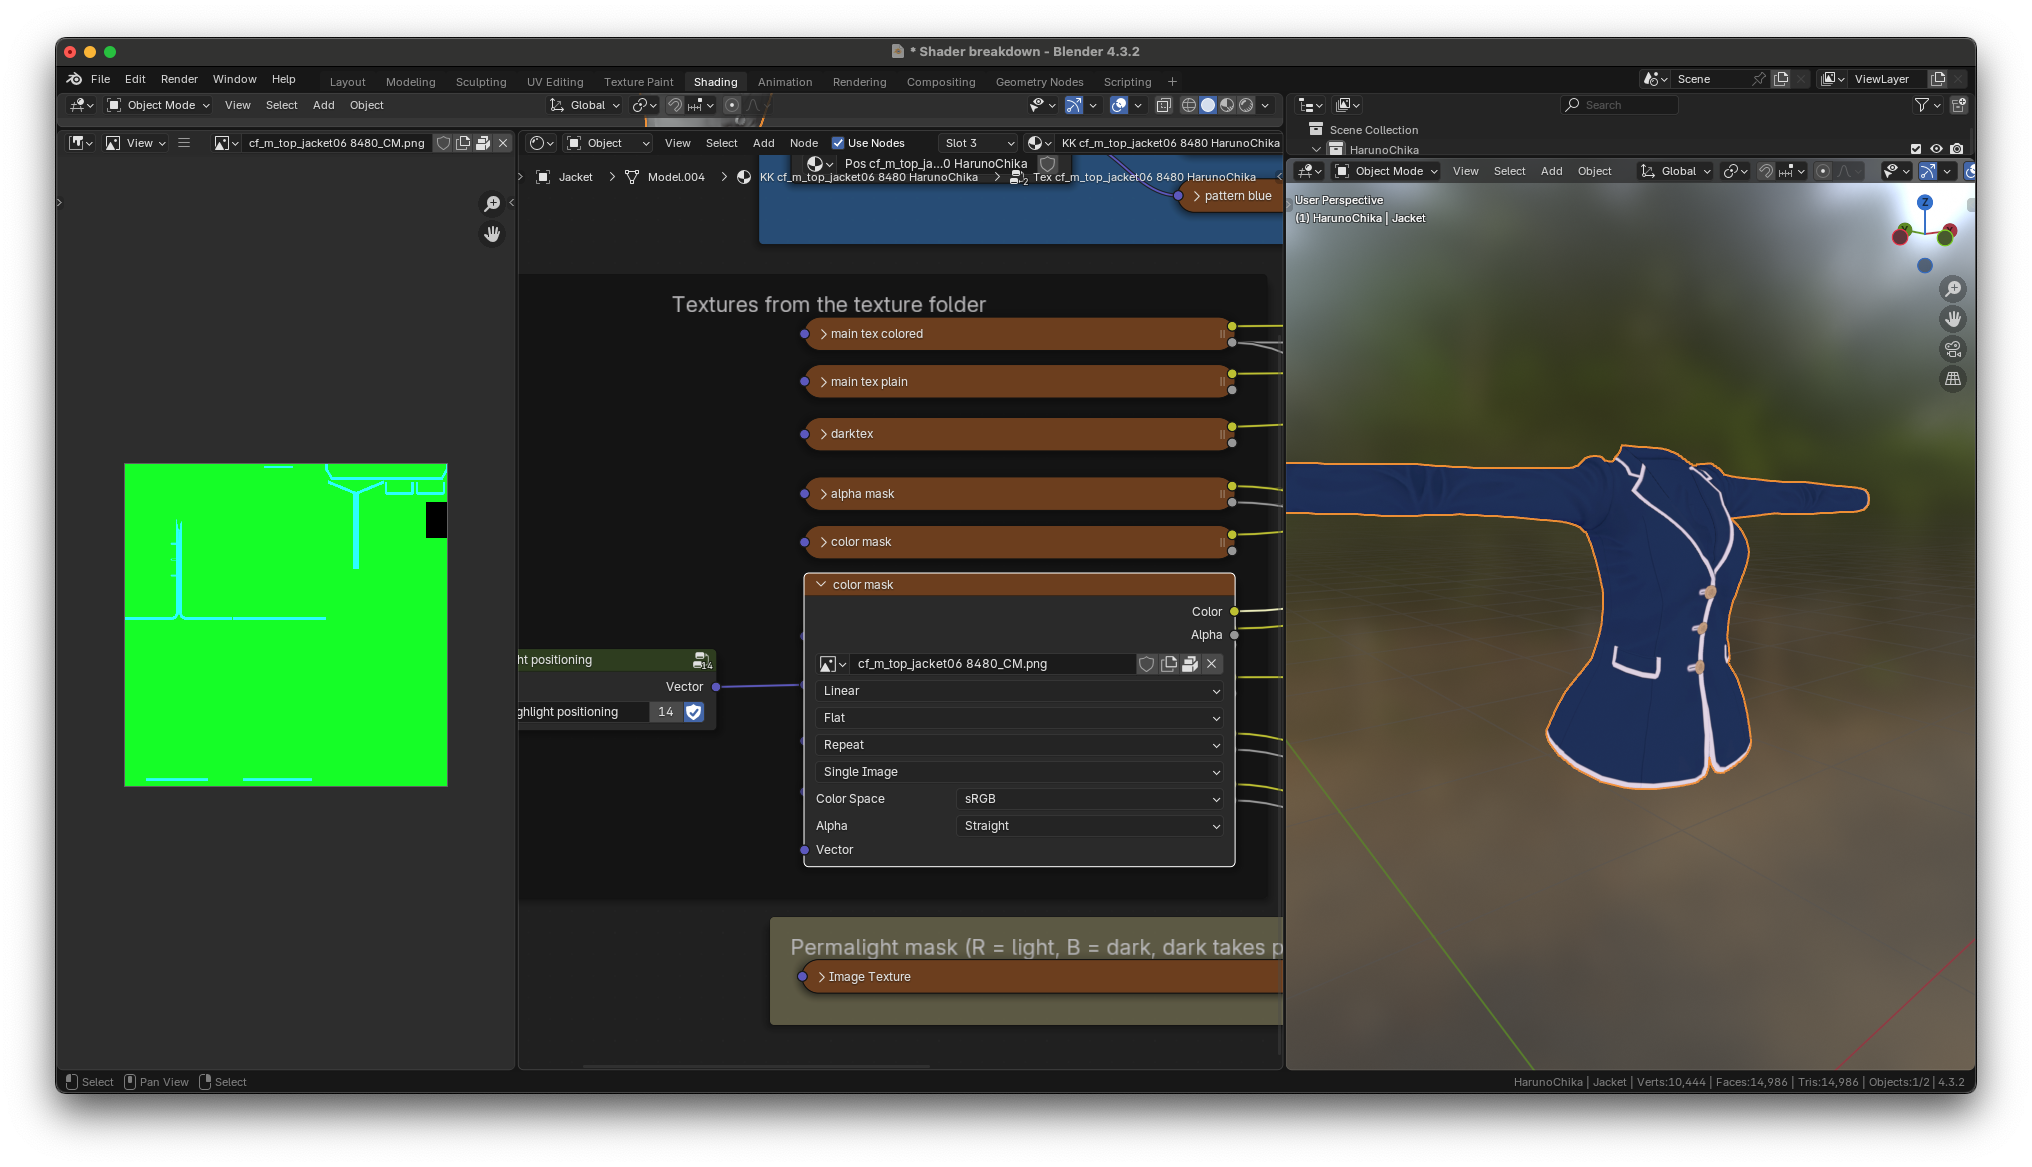 * Shader breakdown - Blender 4.3.2
File Edit Render Window Help
Layout Modeling Sculpting UV Editing Texture Paint Shading Animation Rendering Compositing Geometry Nodes Scripting +
Scene
ViewLayer
Object Mode View Select Add Object
Global
Search
Scene Collection
HarunoChika
View
cf_m_top_jacket06 8480_CM.png
Object View Select Add Node Use Nodes Slot 3 KK cf_m_top_jacket06 8480 HarunoChika
Pos cf_m_top_ja...0 HarunoChika
Jacket Model.004 KK cf_m_top_jacket06 8480 HarunoChika 2 Tex cf_m_top_jacket06 8480 HarunoChika
pattern blue
Object Mode View Select Add Object Global
User Perspective
(1) HarunoChika | Jacket
Z
Textures from the texture folder
main tex colored
main tex plain
darktex
alpha mask
color mask
color mask
Color
Alpha
cf_m_top_jacket06 8480_CM.png
Linear
Flat
Repeat
Single Image
Color Space sRGB
Alpha Straight
Vector
ht positioning
14
Vector
ghlight positioning 14
Permalight mask (R = light, B = dark, dark takes p
Image Texture
Select Pan View Select
HarunoChika | Jacket | Verts:10,444 | Faces:14,986 | Tris:14,986 | Objects:1/2 | 4.3.2